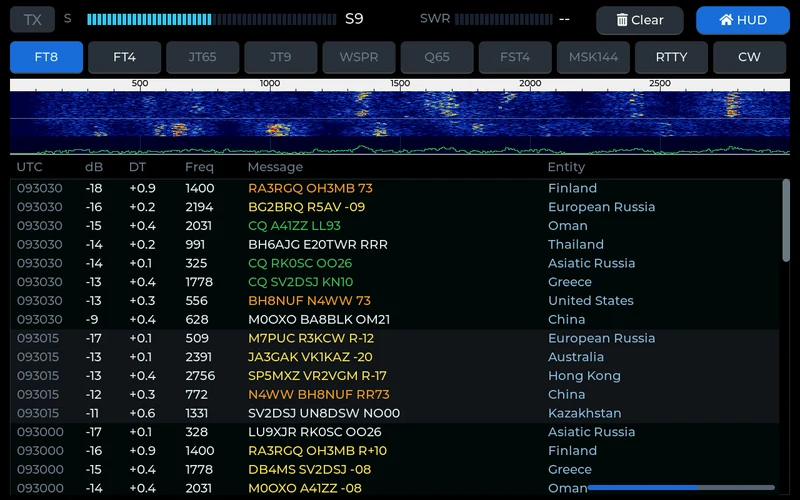 TX S S9 SWR -- Clear HUD
FT8 FT4 JT65 JT9 WSPR Q65 FST4 MSK144 RTTY CW
500 1000 1500 2000 2500
UTC dB DT Freq Message Entity
093030 -18 +0.9 1400 RA3RGQ OH3MB 73 Finland
093030 -16 +0.2 2194 BG2BRQ R5AV -09 European Russia
093030 -15 +0.4 2031 CQ A41ZZ LL93 Oman
093030 -14 +0.2 991 BH6AJG E20TWR RRR Thailand
093030 -14 +0.1 325 CQ RK0SC OO26 Asiatic Russia
093030 -13 +0.4 1778 CQ SV2DSJ KN10 Greece
093030 -13 +0.3 556 BH8NUF N4WW 73 United States
093030 -9 +0.4 628 M0OXO BA8BLK OM21 China
093015 -17 +0.1 509 M7PUC R3KCW R-12 European Russia
093015 -13 +0.1 2391 JA3GAK VK1KAZ -20 Australia
093015 -13 +0.4 2756 SP5MXZ VR2VGM R-17 Hong Kong
093015 -12 +0.3 772 N4WW BH8NUF RR73 China
093015 -11 +0.6 1331 SV2DSJ UN8DSW NO00 Kazakhstan
093000 -17 +0.1 328 LU9XJR RK0SC OO26 Asiatic Russia
093000 -16 +0.9 1400 RA3RGQ OH3MB R+10 Finland
093000 -15 +0.4 1778 DB4MS SV2DSJ -08 Greece
093000 -14 +0.4 2031 M0OXO A41ZZ -08 Oman